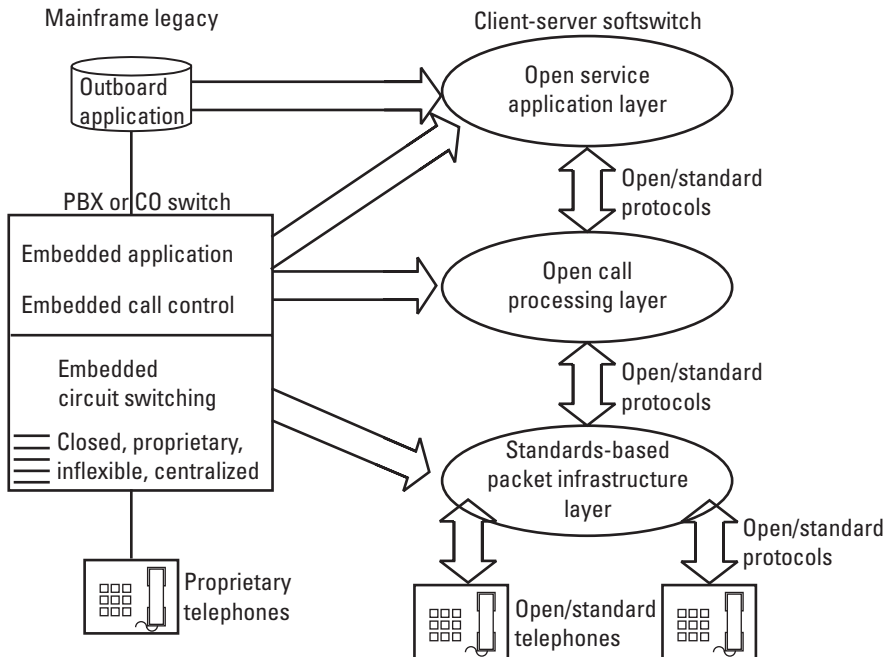 Mainframe legacy
Client-server softswitch
Outboard
application
Open service
application layer
Open/standard
protocols
PBX or CO switch
Embedded application
Embedded call control
Open call
processing layer
Open/standard
protocols
Embedded
circuit switching
Closed, proprietary,
inflexible, centralized
Standards-based
packet infrastructure
layer
Open/standard
protocols
Proprietary
telephones
Open/standard
telephones